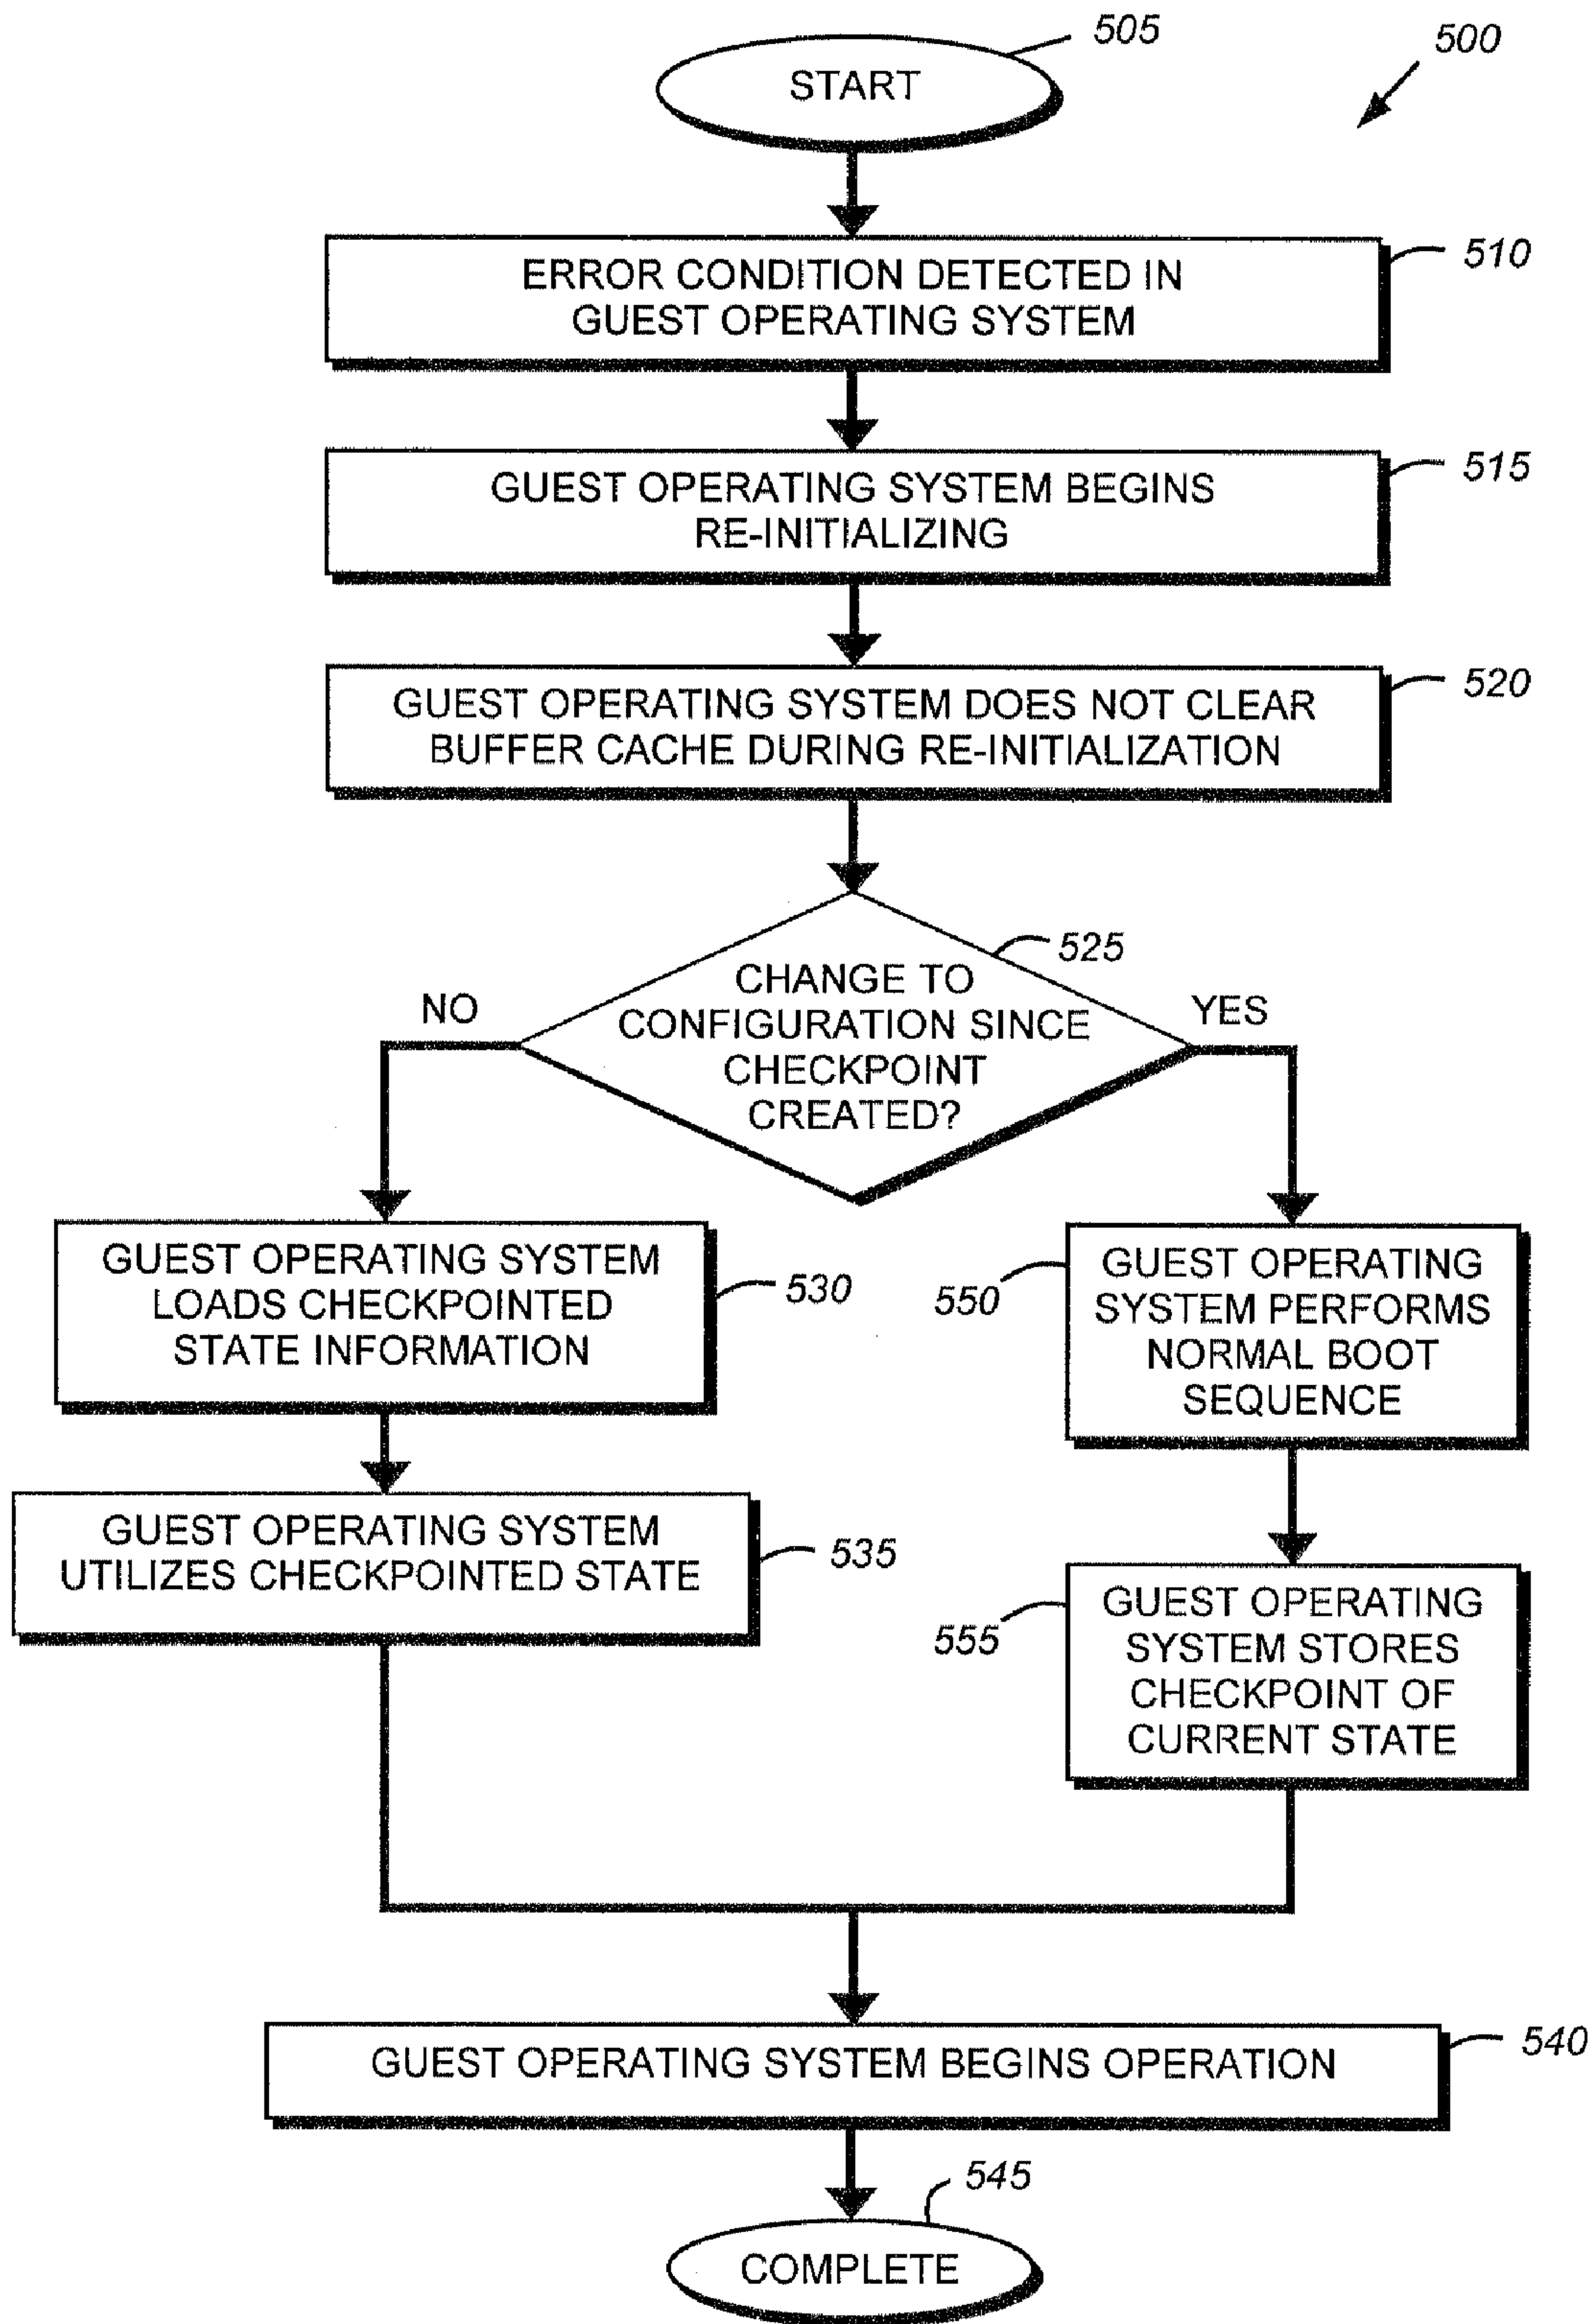 505
500
START
510
ERROR CONDITION DETECTED IN
GUEST OPERATING SYSTEM
515
GUEST OPERATING SYSTEM BEGINS
RE-INITIALIZING
520
GUEST OPERATING SYSTEM DOES NOT CLEAR
BUFFER CACHE DURING RE-INITIALIZATION
525
CHANGE TO
CONFIGURATION SINCE
CHECKPOINT
CREATED?
NO
YES
GUEST OPERATING SYSTEM
LOADS CHECKPOINTED
STATE INFORMATION
530
GUEST OPERATING SYSTEM
UTILIZES CHECKPOINTED STATE
535
550
GUEST OPERATING
SYSTEM PERFORMS
NORMAL BOOT
SEQUENCE
555
GUEST OPERATING
SYSTEM STORES
CHECKPOINT OF
CURRENT STATE
GUEST OPERATING SYSTEM BEGINS OPERATION
540
545
COMPLETE